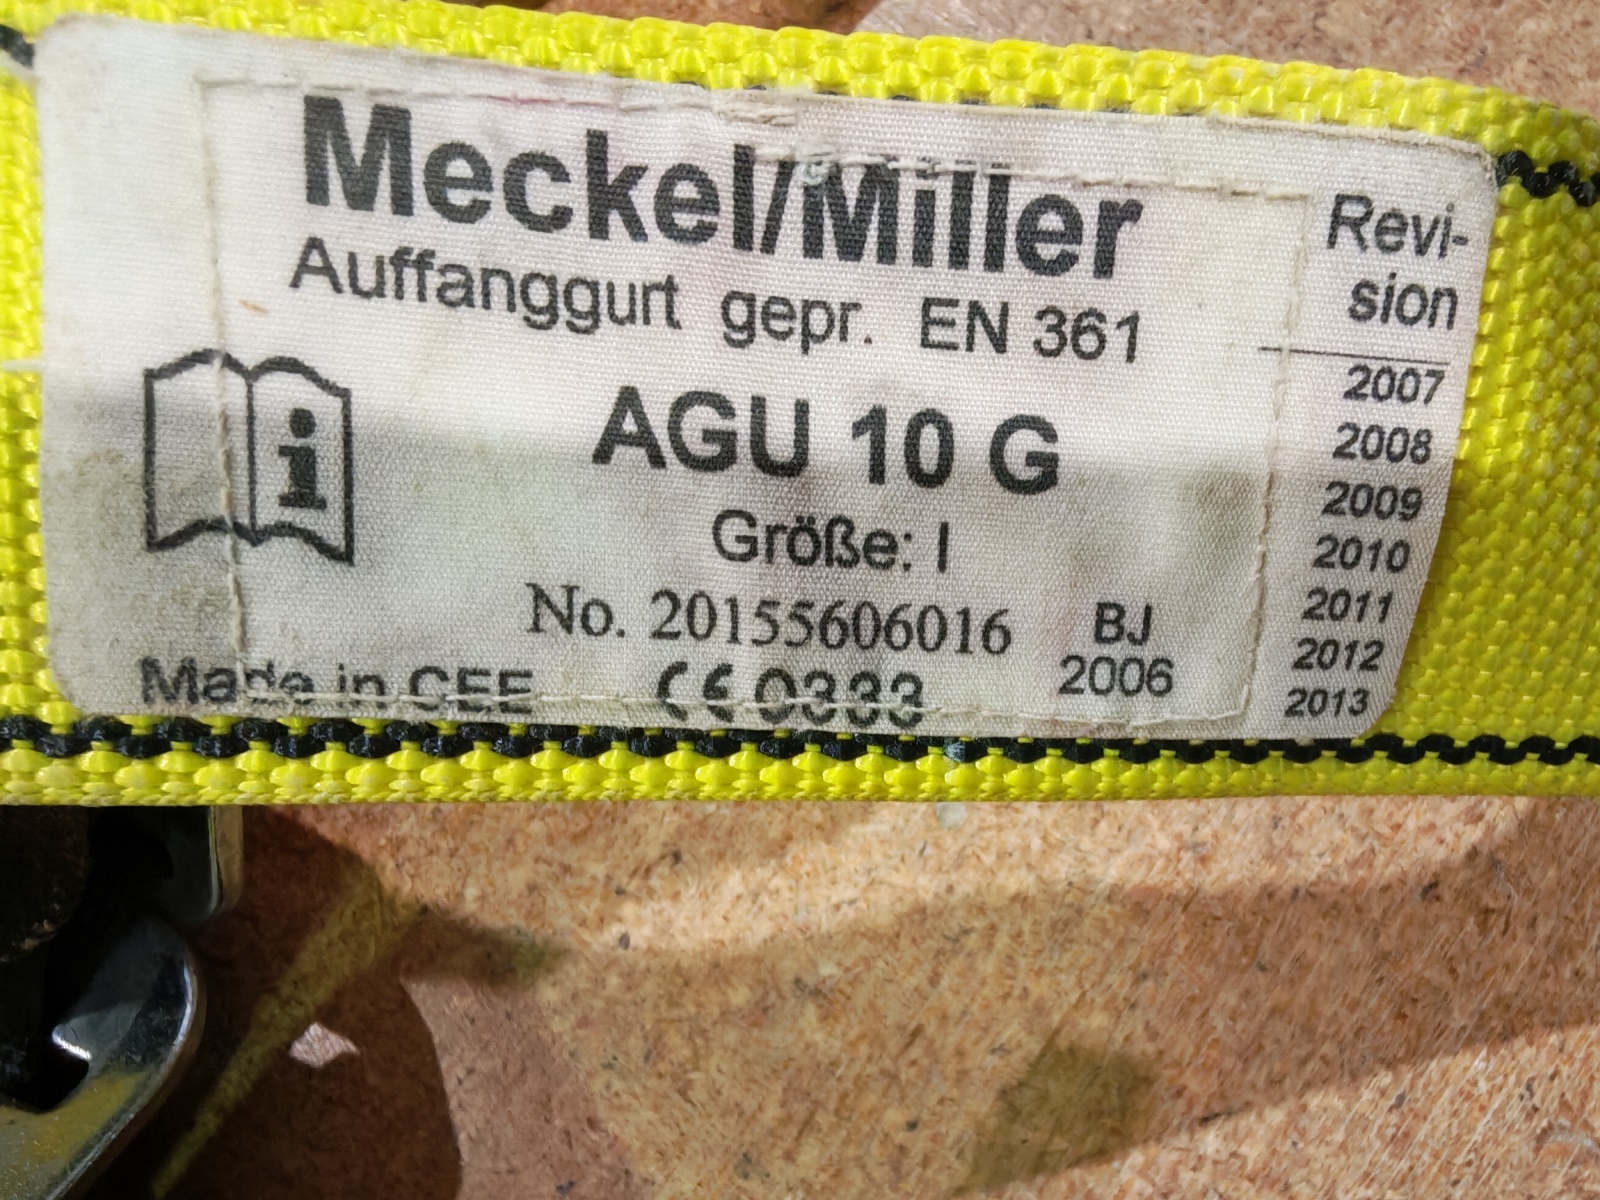 Meckel/Miller
Auffanggurt gepr. EN 361
AGU 10 G
Größe: I
No. 20155606016
BJ
2006
Made in CEE CE 0333
Revi-
sion
2007
2008
2009
2010
2011
2012
2013